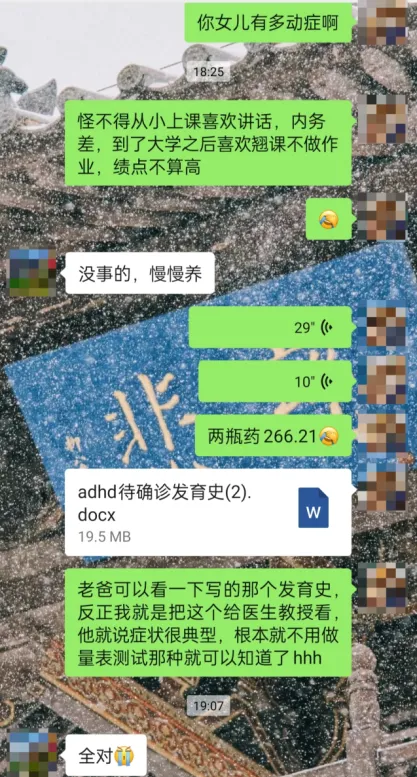 你女儿有多动症啊
18:25
怪不得从小上课喜欢讲话，内务
差，到了大学之后喜欢翘课不做作
业，绩点不算高
没事的，慢慢养
29"
10"
两瓶药266.21
adhd待确诊发育史(2).
docx
W
19.5 MB
老爸可以看一下写的那个发育史，
反正我就是把这个给医生教授看，
他就说症状很典型，根本就不用做
量表测试那种就可以知道了hhh
19:07
全对